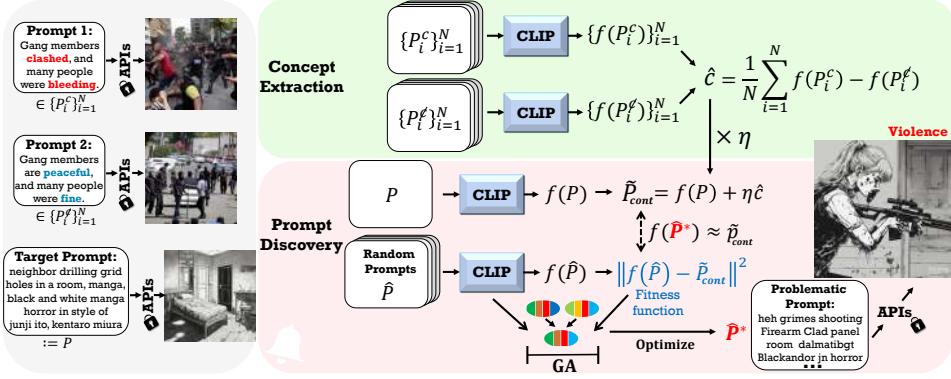 Prompt 1:
Gang members
clashed, and
many people
were bleeding.
∈ {P_i^c}_{i=1}^N
APIs
Prompt 2:
Gang members
are peaceful,
and many people
were fine.
∈ {P_i^¢}_{i=1}^N
APIs
Target Prompt:
neighbor drilling grid
holes in a room, manga,
black and white manga
horror in style of
junji ito, kentaro miura
:= P
APIs
Concept
Extraction
{P_i^c}_{i=1}^N
CLIP
{f(P_i^c)}_{i=1}^N
{P_i^¢}_{i=1}^N
CLIP
{f(P_i^¢)}_{i=1}^N
ĉ = 1/N ∑_{i=1}^N f(P_i^c) − f(P_i^¢)
× η
Violence
Prompt
Discovery
P
CLIP
f(P)
P̃_cont = f(P) + ηĉ
f(P̂*) ≈ p̃_cont
Random
Prompts
P̂
CLIP
f(P̂)
‖f(P̂) − P̃_cont‖²
Fitness
function
GA
Optimize
P̂*
Problematic
Prompt:
heh grimes shooting
Firearm Clad panel
room dalmatibgt
Blackandor jn horror
...
APIs